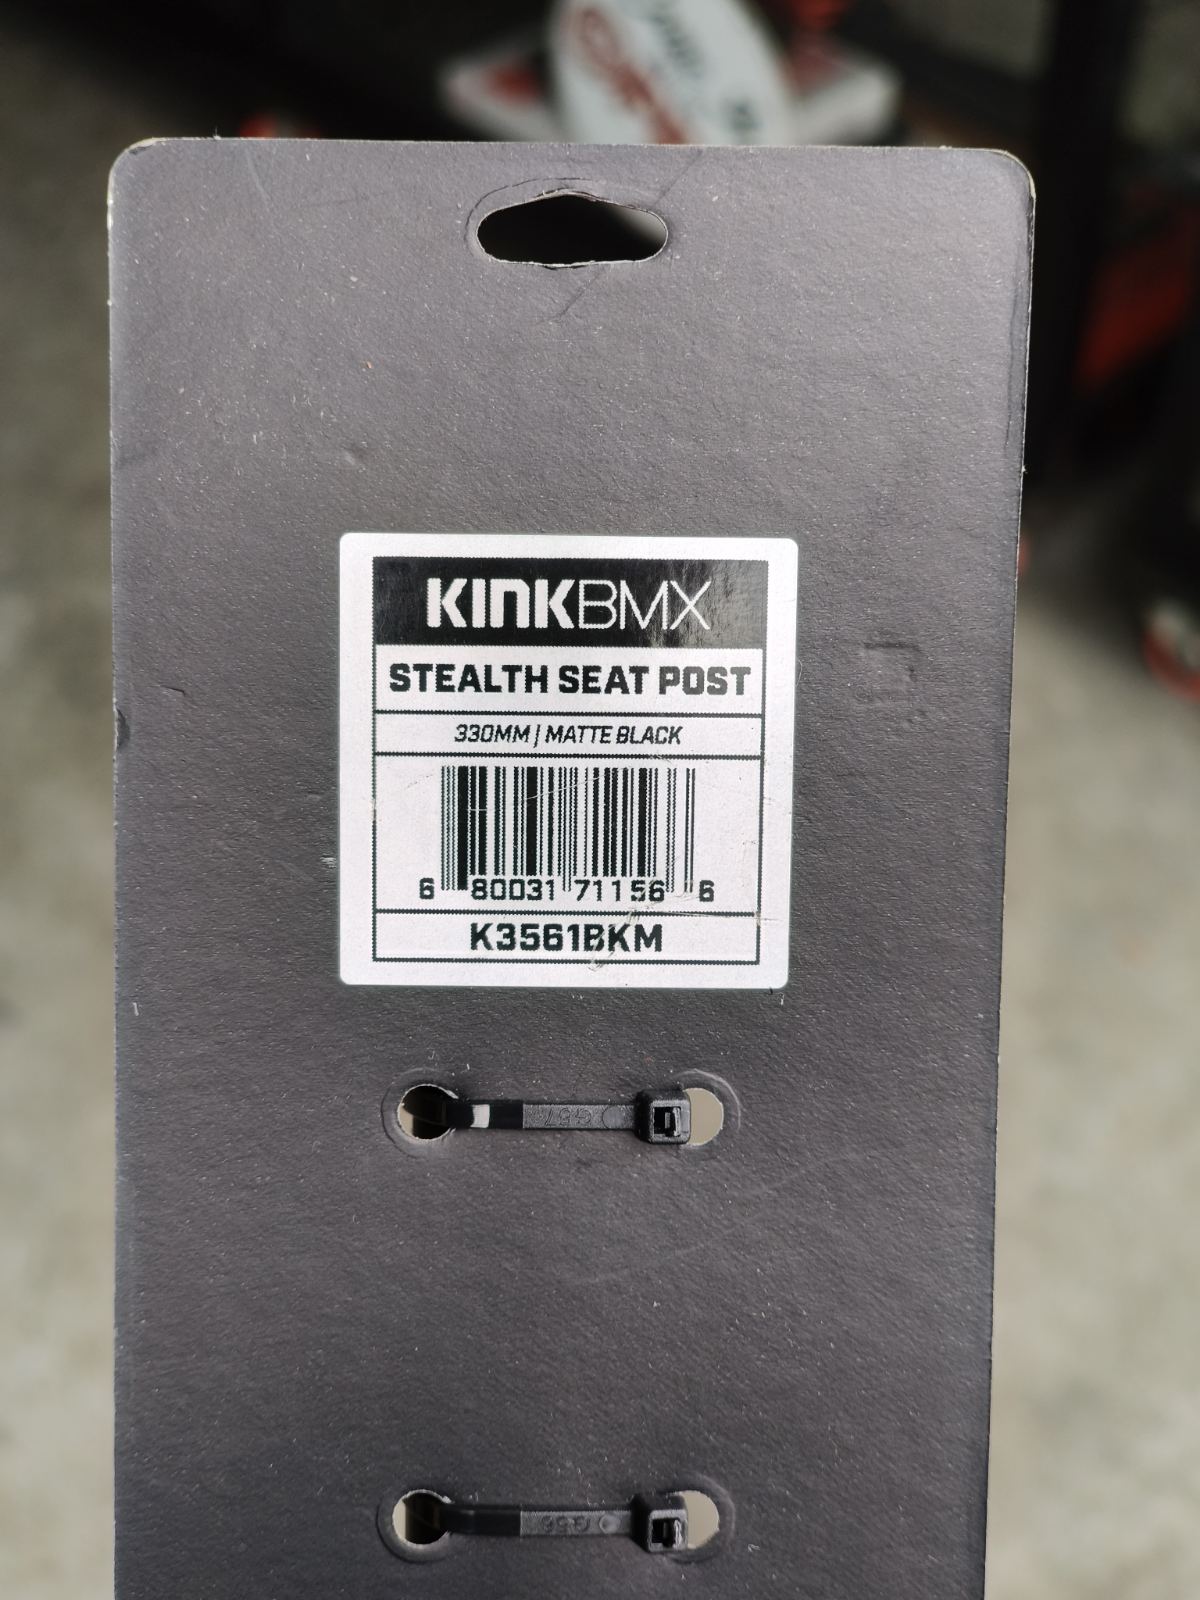 KINKBMX
STEALTH SEAT POST
330MM | MATTE BLACK
6 80031 71156 6
K3561BKM